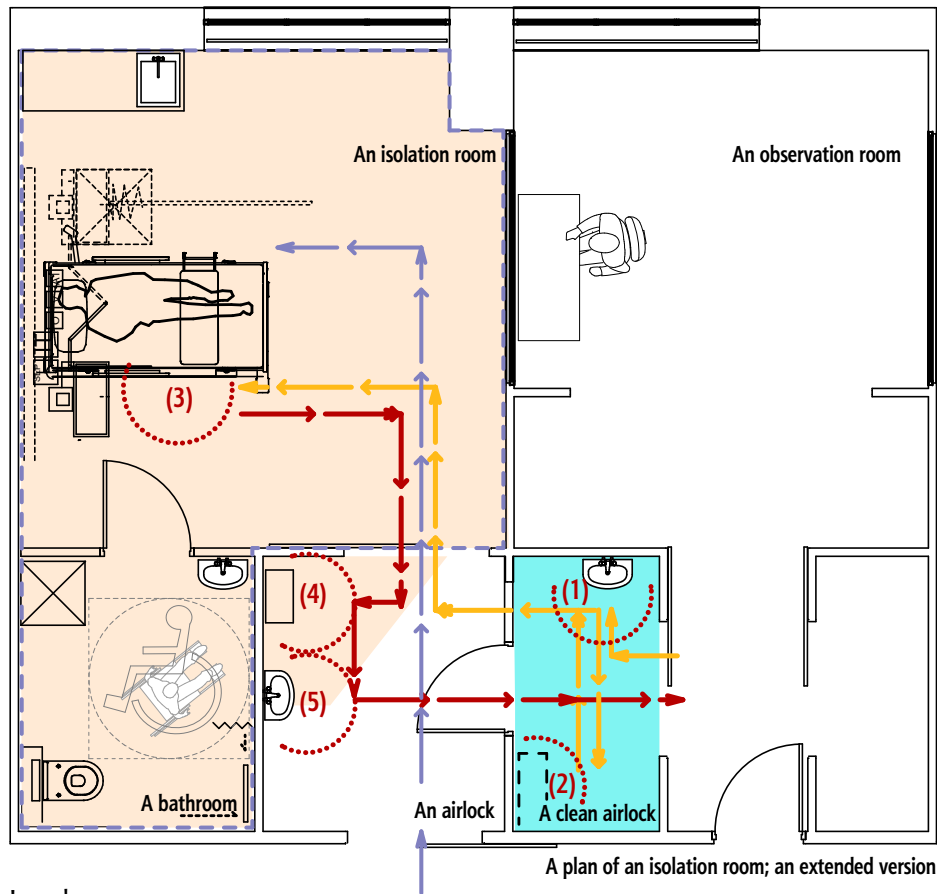 An isolation room
An observation room
(3)
(4)
(1)
(5)
(2)
A bathroom
An airlock
A clean airlock
A plan of an isolation room; an extended version